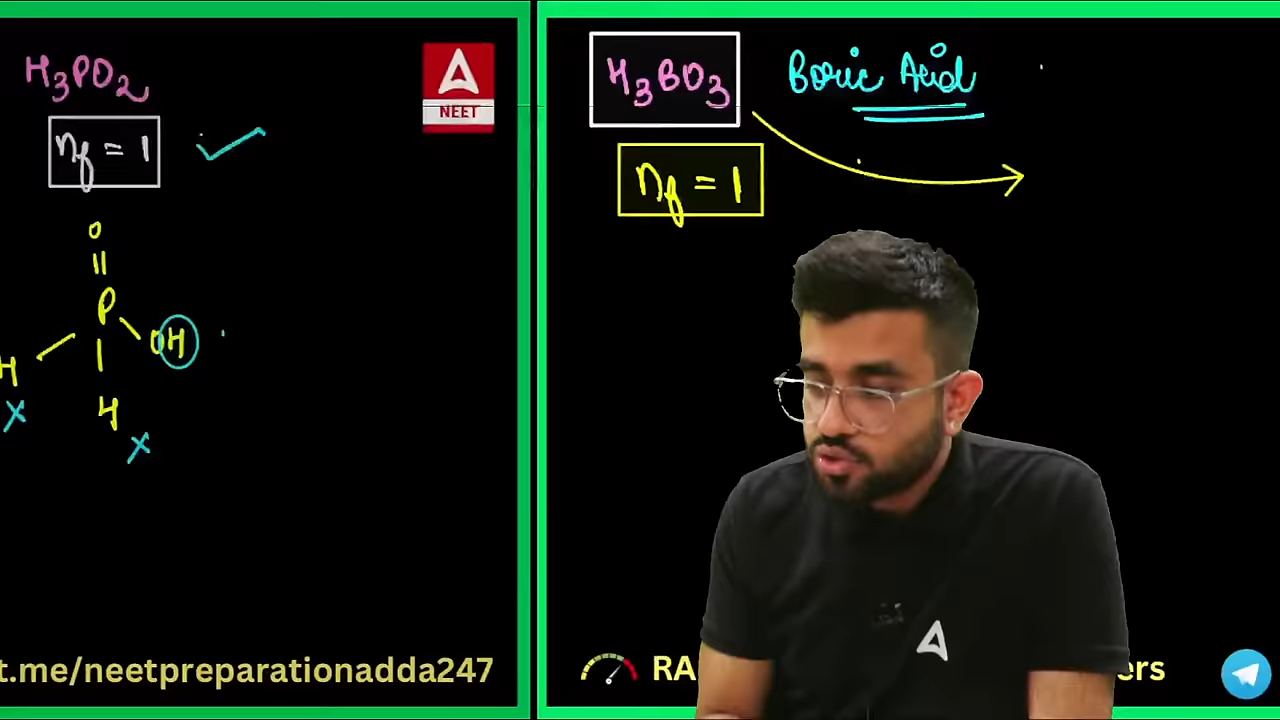 H₃PO₂
nf = 1
O
P
OH
H
H
X
X
NEET
t.me/neetpreparationadda247
H₃BO₃
Boric Acid
nf = 1
RA
ers